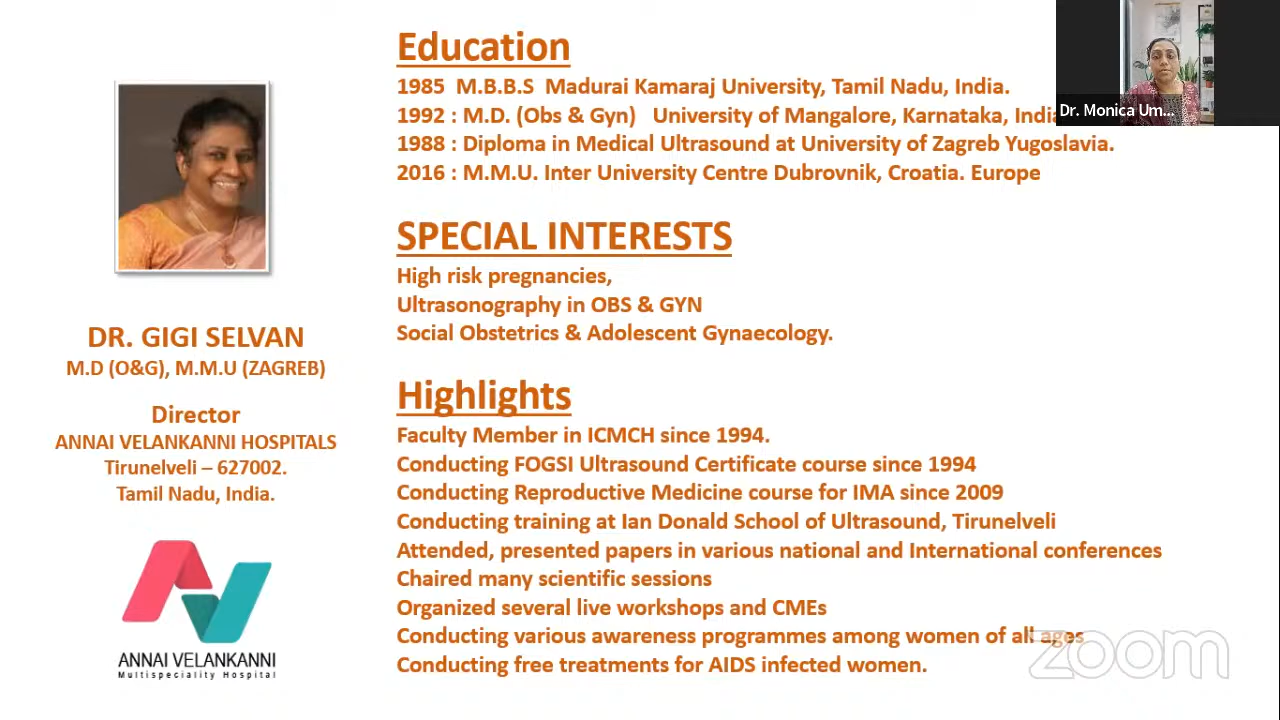 Education
1985 M.B.B.S Madurai Kamaraj University, Tamil Nadu, India.
1992 : M.D. (Obs & Gyn) University of Mangalore, Karnataka, India
1988 : Diploma in Medical Ultrasound at University of Zagreb Yugoslavia.
2016 : M.M.U. Inter University Centre Dubrovnik, Croatia. Europe
Dr. Monica Um...
SPECIAL INTERESTS
High risk pregnancies,
Ultrasonography in OBS & GYN
Social Obstetrics & Adolescent Gynaecology.
DR. GIGI SELVAN
M.D (O&G), M.M.U (ZAGREB)
Director
ANNAI VELANKANNI HOSPITALS
Tirunelveli – 627002.
Tamil Nadu, India.
ANNAI VELANKANNI
Multispeciality Hospital
Highlights
Faculty Member in ICMCH since 1994.
Conducting FOGSI Ultrasound Certificate course since 1994
Conducting Reproductive Medicine course for IMA since 2009
Conducting training at Ian Donald School of Ultrasound, Tirunelveli
Attended, presented papers in various national and International conferences
Chaired many scientific sessions
Organized several live workshops and CMEs
Conducting various awareness programmes among women of all ages
Conducting free treatments for AIDS infected women.
zoom